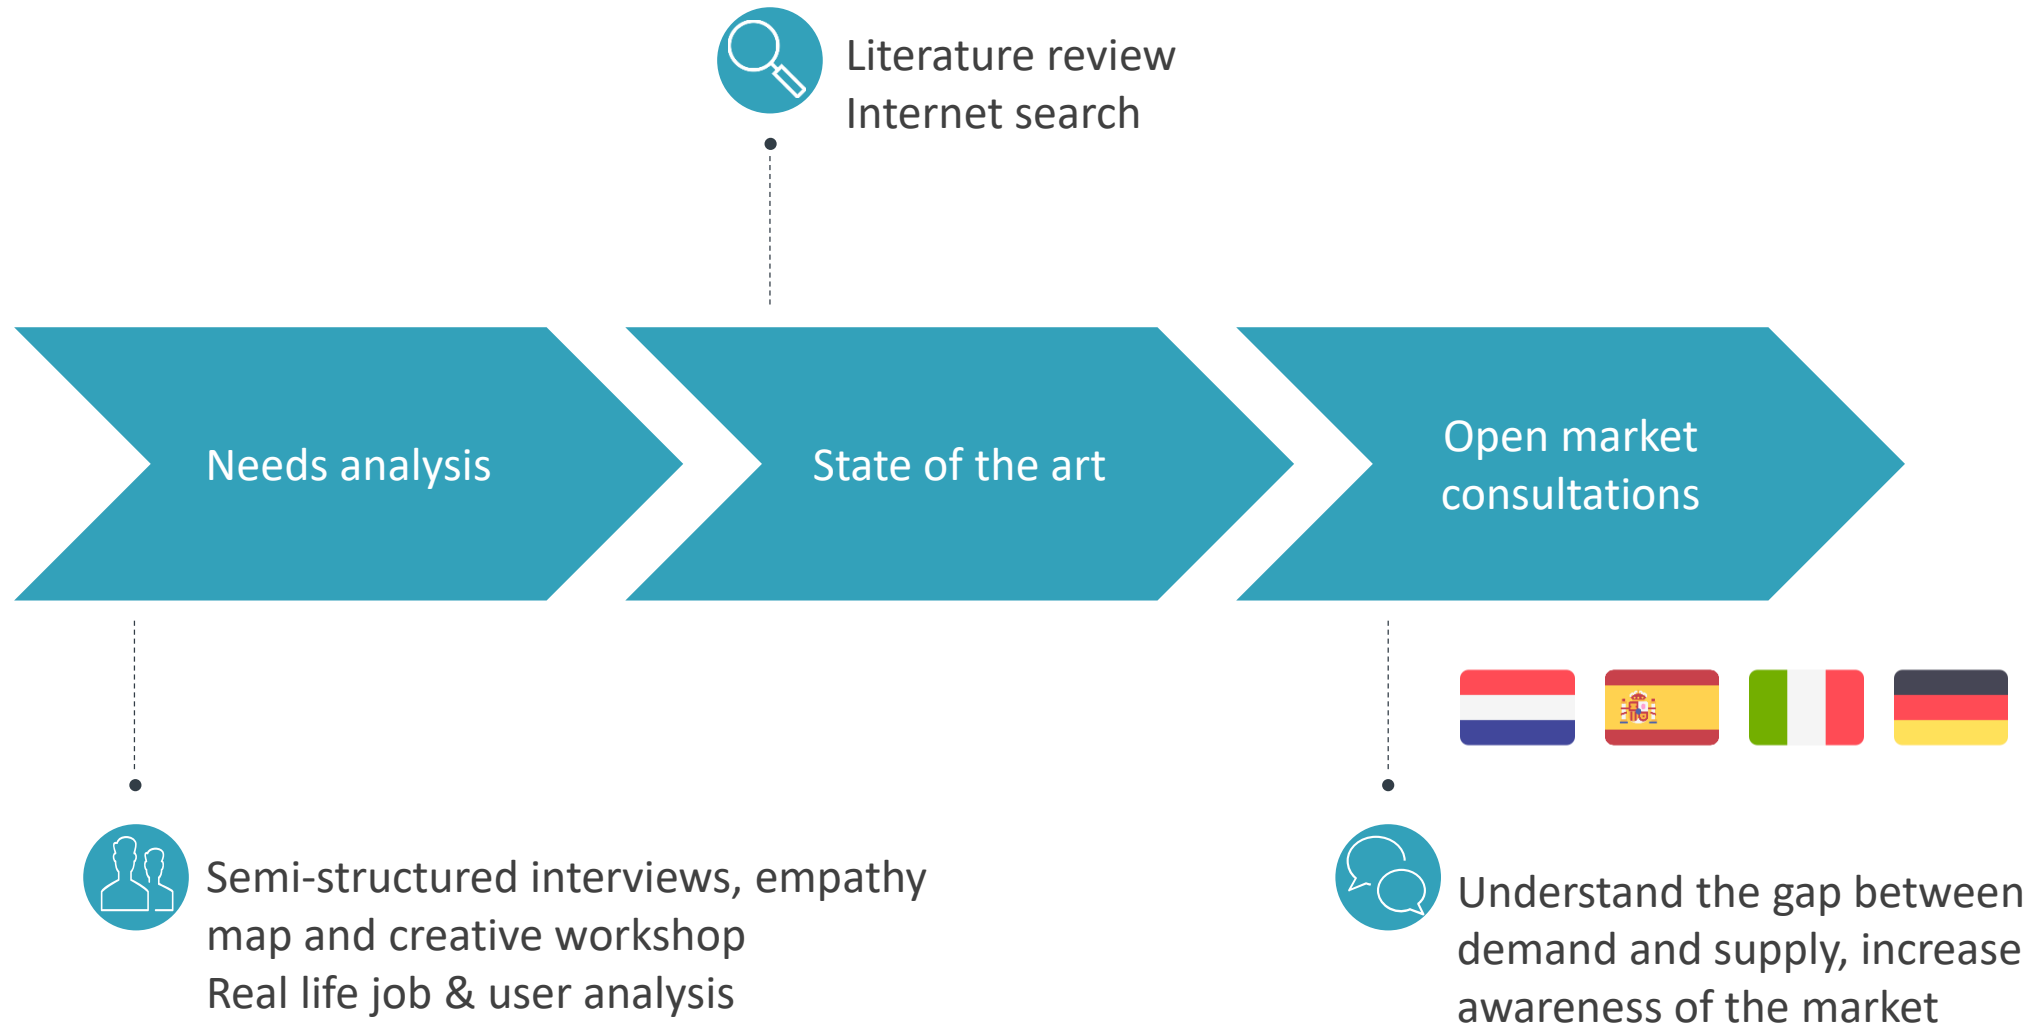 Literature review
Internet search
Needs analysis
State of the art
Open market
consultations
Semi-structured interviews, empathy
map and creative workshop
Real life job & user analysis
Understand the gap between
demand and supply, increase
awareness of the market